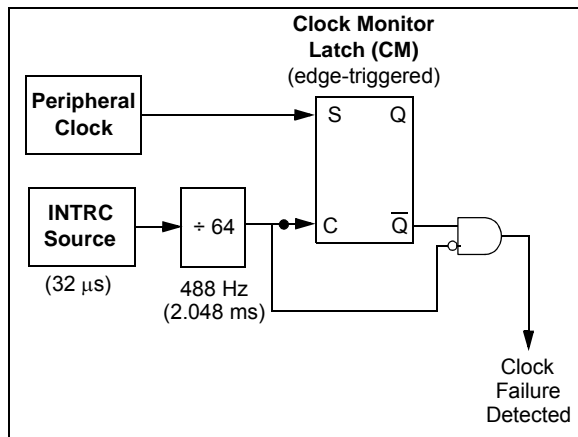 Clock Monitor
Latch (CM)
(edge-triggered)
Peripheral
Clock
S
Q
INTRC
Source
÷ 64
C
Q̅
(32 μs)
488 Hz
(2.048 ms)
Clock
Failure
Detected